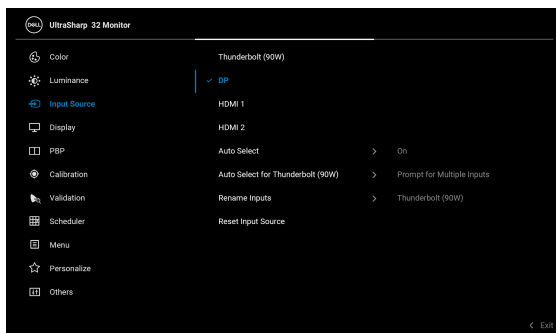 DELL UltraSharp 32 Monitor
Color
Thunderbolt (90W)
Luminance
DP
Input Source
HDMI 1
Display
HDMI 2
PBP
Auto Select
On
Calibration
Auto Select for Thunderbolt (90W)
Prompt for Multiple Inputs
Validation
Rename Inputs
Thunderbolt (90W)
Scheduler
Reset Input Source
Menu
Personalize
Others
Exit